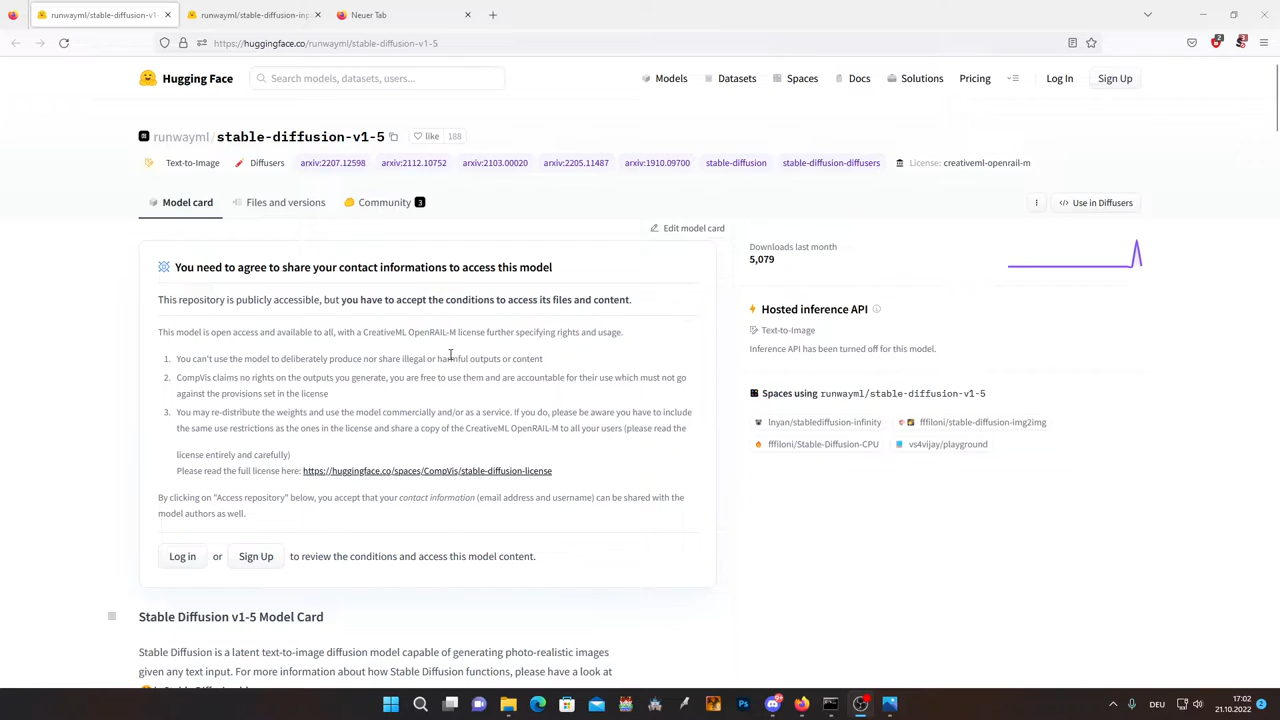 runwayml/stable-diffusion-v1-
runwayml/stable-diffusion-inp
Neuer Tab
https://huggingface.co/runwayml/stable-diffusion-v1-5
2
3
Hugging Face
Search models, datasets, users...
Models
Datasets
Spaces
Docs
Solutions
Pricing
Log In
Sign Up
runwayml/stable-diffusion-v1-5
like 188
Text-to-Image
Diffusers
arxiv:2207.12598
arxiv:2112.10752
arxiv:2103.00020
arxiv:2205.11487
arxiv:1910.09700
stable-diffusion
stable-diffusion-diffusers
License: creativeml-openrail-m
Model card
Files and versions
Community 3
Use in Diffusers
Edit model card
You need to agree to share your contact informations to access this model
This repository is publicly accessible, but you have to accept the conditions to access its files and content.
This model is open access and available to all, with a CreativeML OpenRAIL-M license further specifying rights and usage.
1. You can't use the model to deliberately produce nor share illegal or harmful outputs or content
2. CompVis claims no rights on the outputs you generate, you are free to use them and are accountable for their use which must not go
against the provisions set in the license
3. You may re-distribute the weights and use the model commercially and/or as a service. If you do, please be aware you have to include
the same use restrictions as the ones in the license and share a copy of the CreativeML OpenRAIL-M to all your users (please read the
license entirely and carefully)
Please read the full license here: https://huggingface.co/spaces/CompVis/stable-diffusion-license
By clicking on "Access repository" below, you accept that your contact information (email address and username) can be shared with the
model authors as well.
Log in or Sign Up to review the conditions and access this model content.
Downloads last month
5,079
Hosted inference API
Text-to-Image
Inference API has been turned off for this model.
Spaces using runwayml/stable-diffusion-v1-5
lnyan/stablediffusion-infinity
fffiloni/stable-diffusion-img2img
fffiloni/Stable-Diffusion-CPU
vs4vijay/playground
Stable Diffusion v1-5 Model Card
Stable Diffusion is a latent text-to-image diffusion model capable of generating photo-realistic images
given any text input. For more information about how Stable Diffusion functions, please have a look at
DEU
17:02
21.10.2022